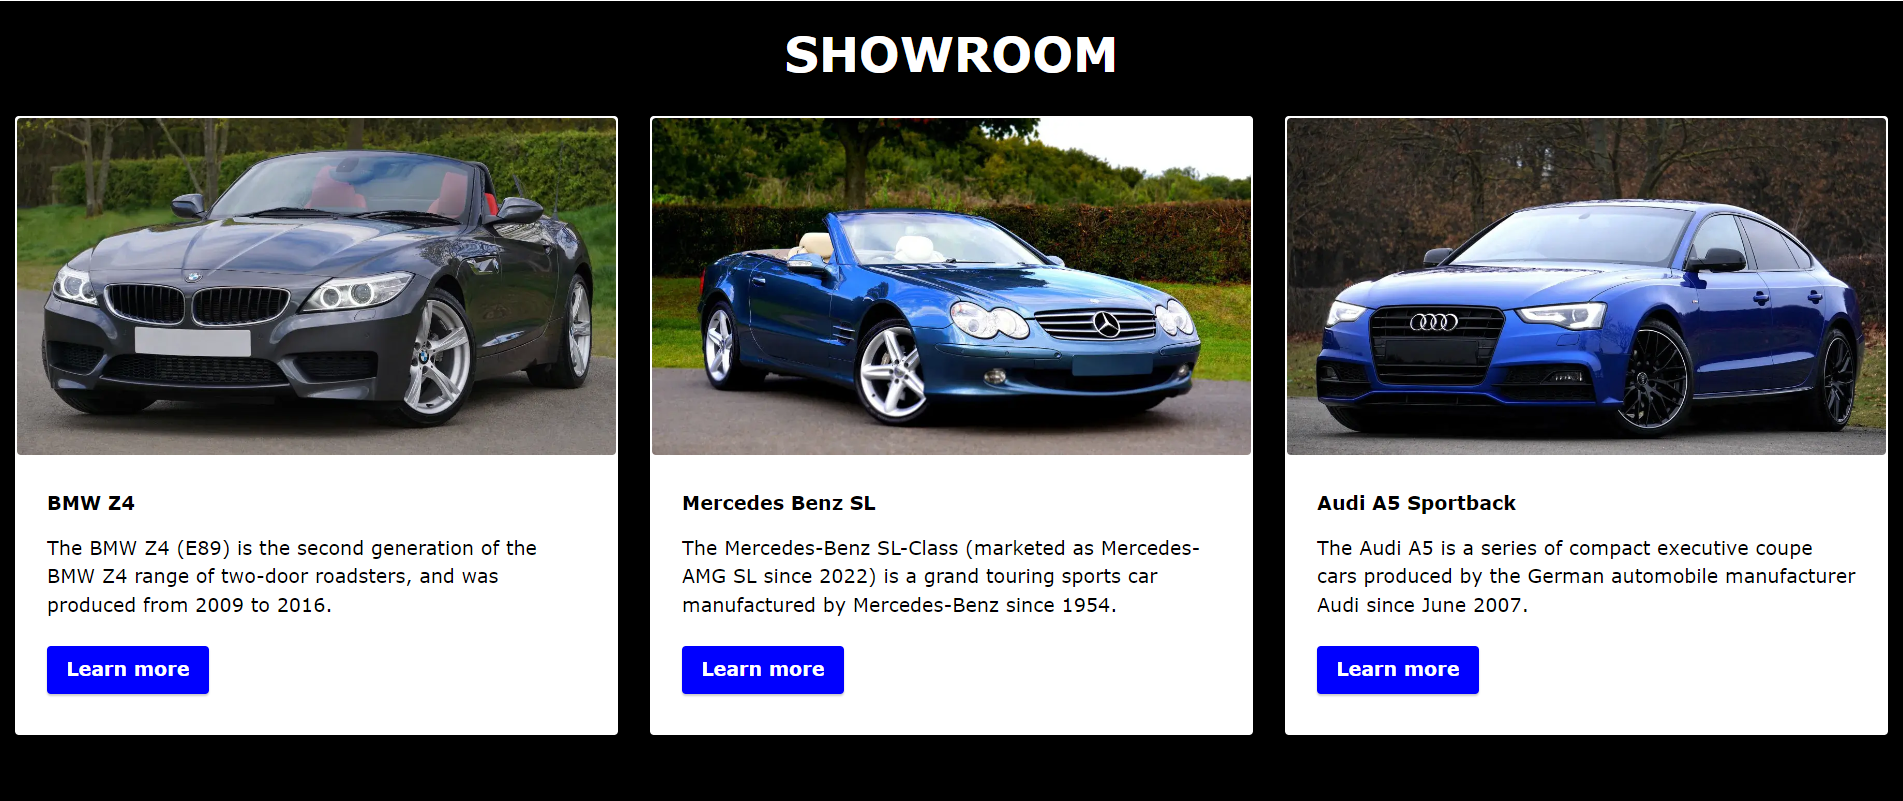 SHOWROOM
BMW Z4
The BMW Z4 (E89) is the second generation of the
BMW Z4 range of two-door roadsters, and was
produced from 2009 to 2016.
Learn more
Mercedes Benz SL
The Mercedes-Benz SL-Class (marketed as Mercedes-
AMG SL since 2022) is a grand touring sports car
manufactured by Mercedes-Benz since 1954.
Learn more
Audi A5 Sportback
The Audi A5 is a series of compact executive coupe
cars produced by the German automobile manufacturer
Audi since June 2007.
Learn more